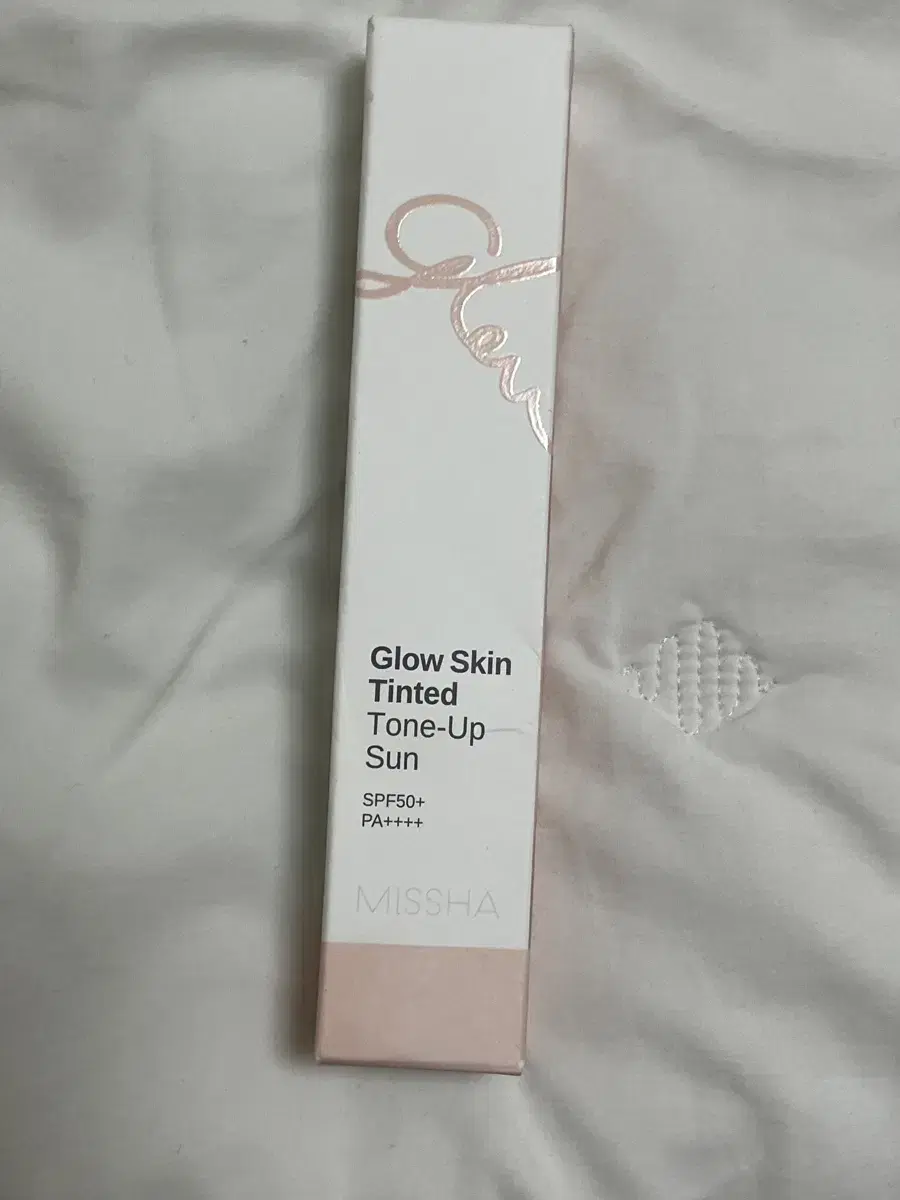 Glow
Glow Skin
Tinted
Tone-Up
Sun
SPF50+
PA++++
MISSHA